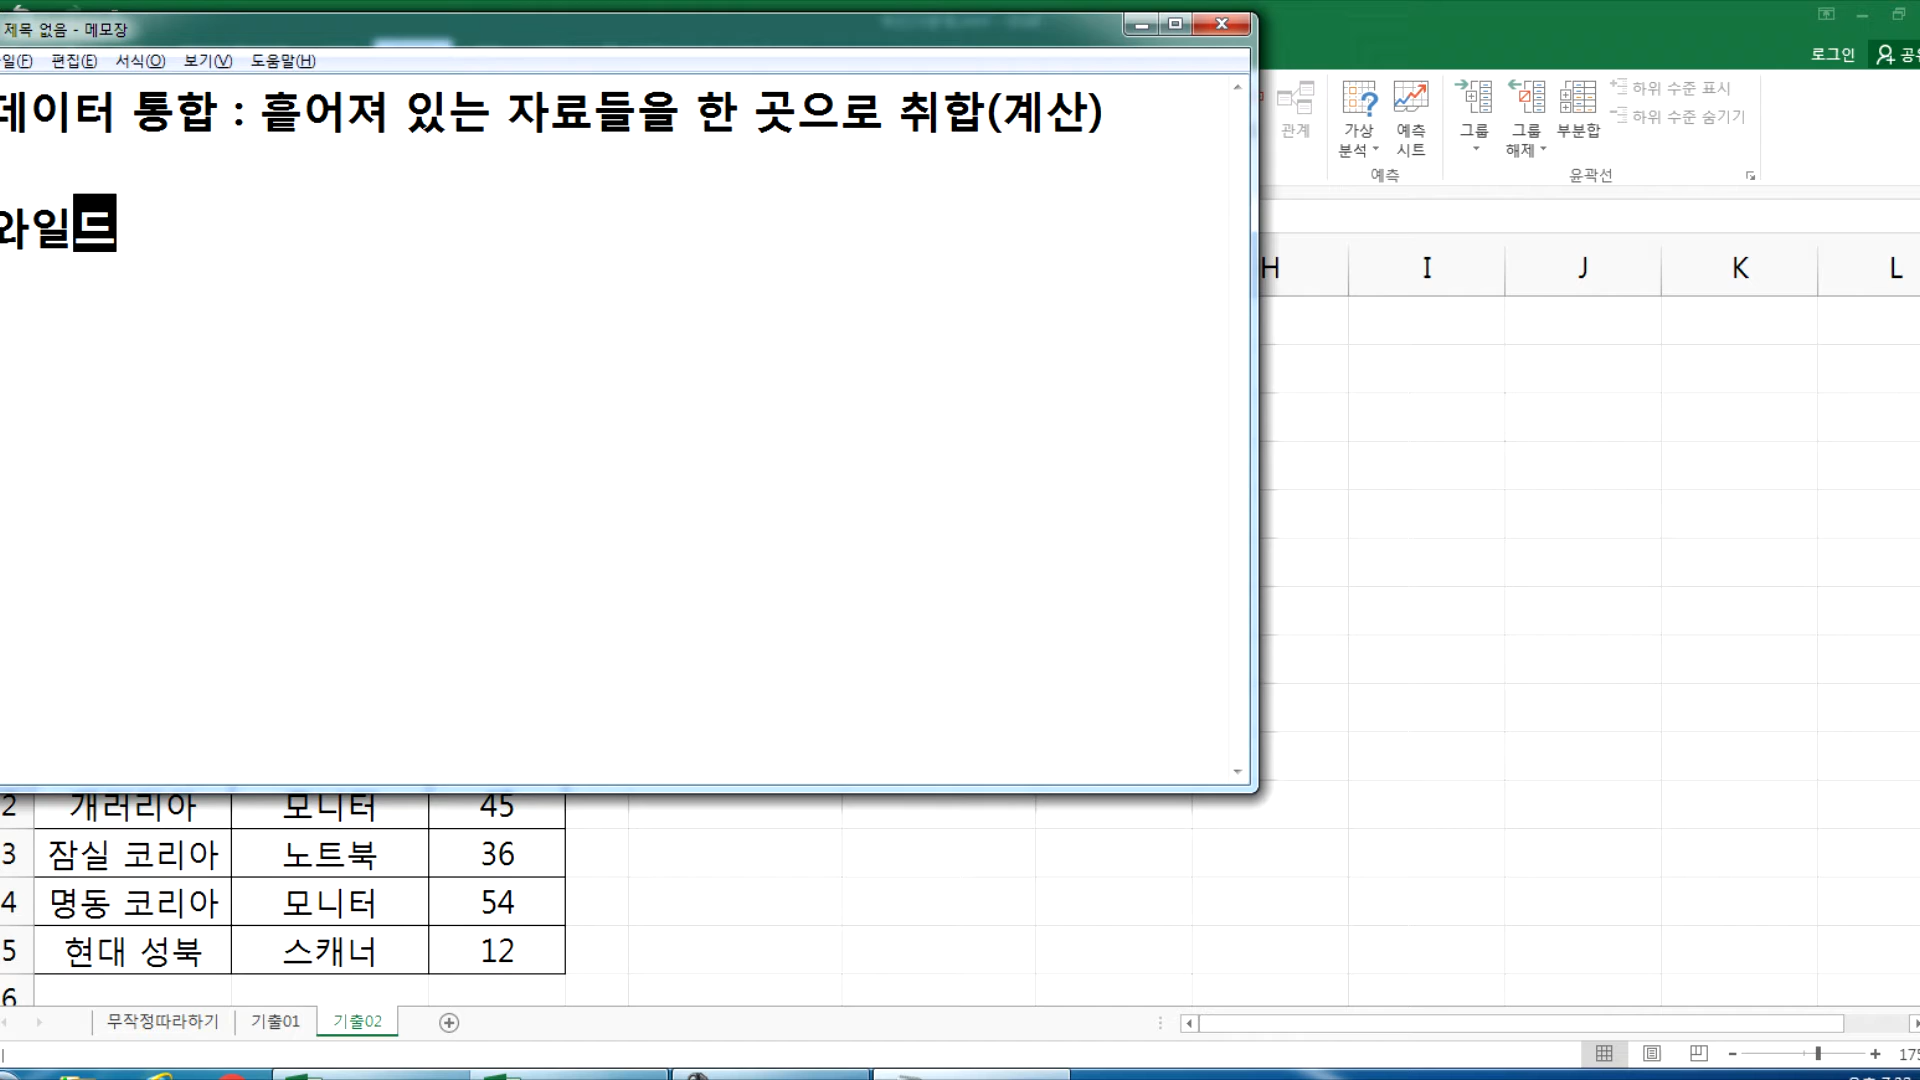 제목 없음 - 메모장
일(F) 편집(E) 서식(O) 보기(V) 도움말(H)
데이터 통합 : 흩어져 있는 자료들을 한 곳으로 취합(계산)
와일드
로그인 공유
관계
가상 분석
예측 시트
그룹
그룹 해제
부분합
하위 수준 표시
하위 수준 숨기기
예측
윤곽선
H I J K L
2 개러리아 모니터 45
3 잠실 코리아 노트북 36
4 명동 코리아 모니터 54
5 현대 성북 스캐너 12
6
무작정따라하기 기출01 기출02
175